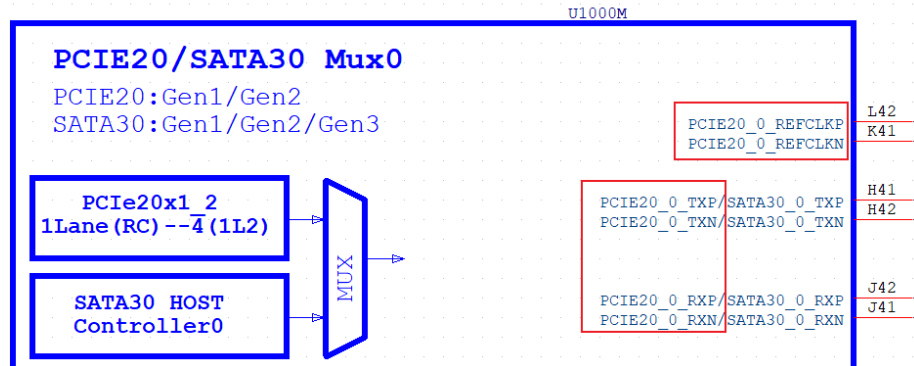 U1000M
PCIE20/SATA30 Mux0
PCIE20:Gen1/Gen2
SATA30:Gen1/Gen2/Gen3
PCIE20_0_REFCLKP L42
PCIE20_0_REFCLKN K41
PCIe20x1_2
1Lane(RC)--4(1L2)
PCIE20_0_TXP/SATA30_0_TXP H41
PCIE20_0_TXN/SATA30_0_TXN H42
MUX
SATA30 HOST
Controller0
PCIE20_0_RXP/SATA30_0_RXP J42
PCIE20_0_RXN/SATA30_0_RXN J41